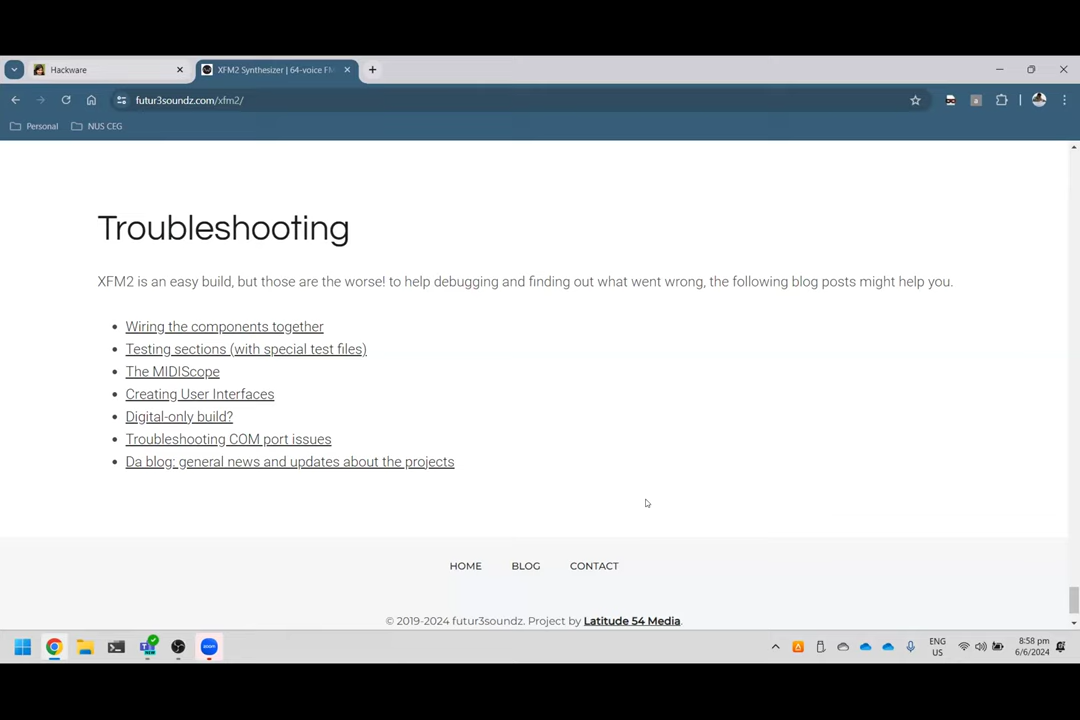 Hackware
XFM2 Synthesizer | 64-voice FM
futur3soundz.com/xfm2/
Personal
NUS CEG
Troubleshooting
XFM2 is an easy build, but those are the worse! to help debugging and finding out what went wrong, the following blog posts might help you.
Wiring the components together
Testing sections (with special test files)
The MIDIScope
Creating User Interfaces
Digital-only build?
Troubleshooting COM port issues
Da blog: general news and updates about the projects
HOME
BLOG
CONTACT
© 2019-2024 futur3soundz. Project by Latitude 54 Media.
NEW
zoom
ENG
US
8:58 pm
6/6/2024